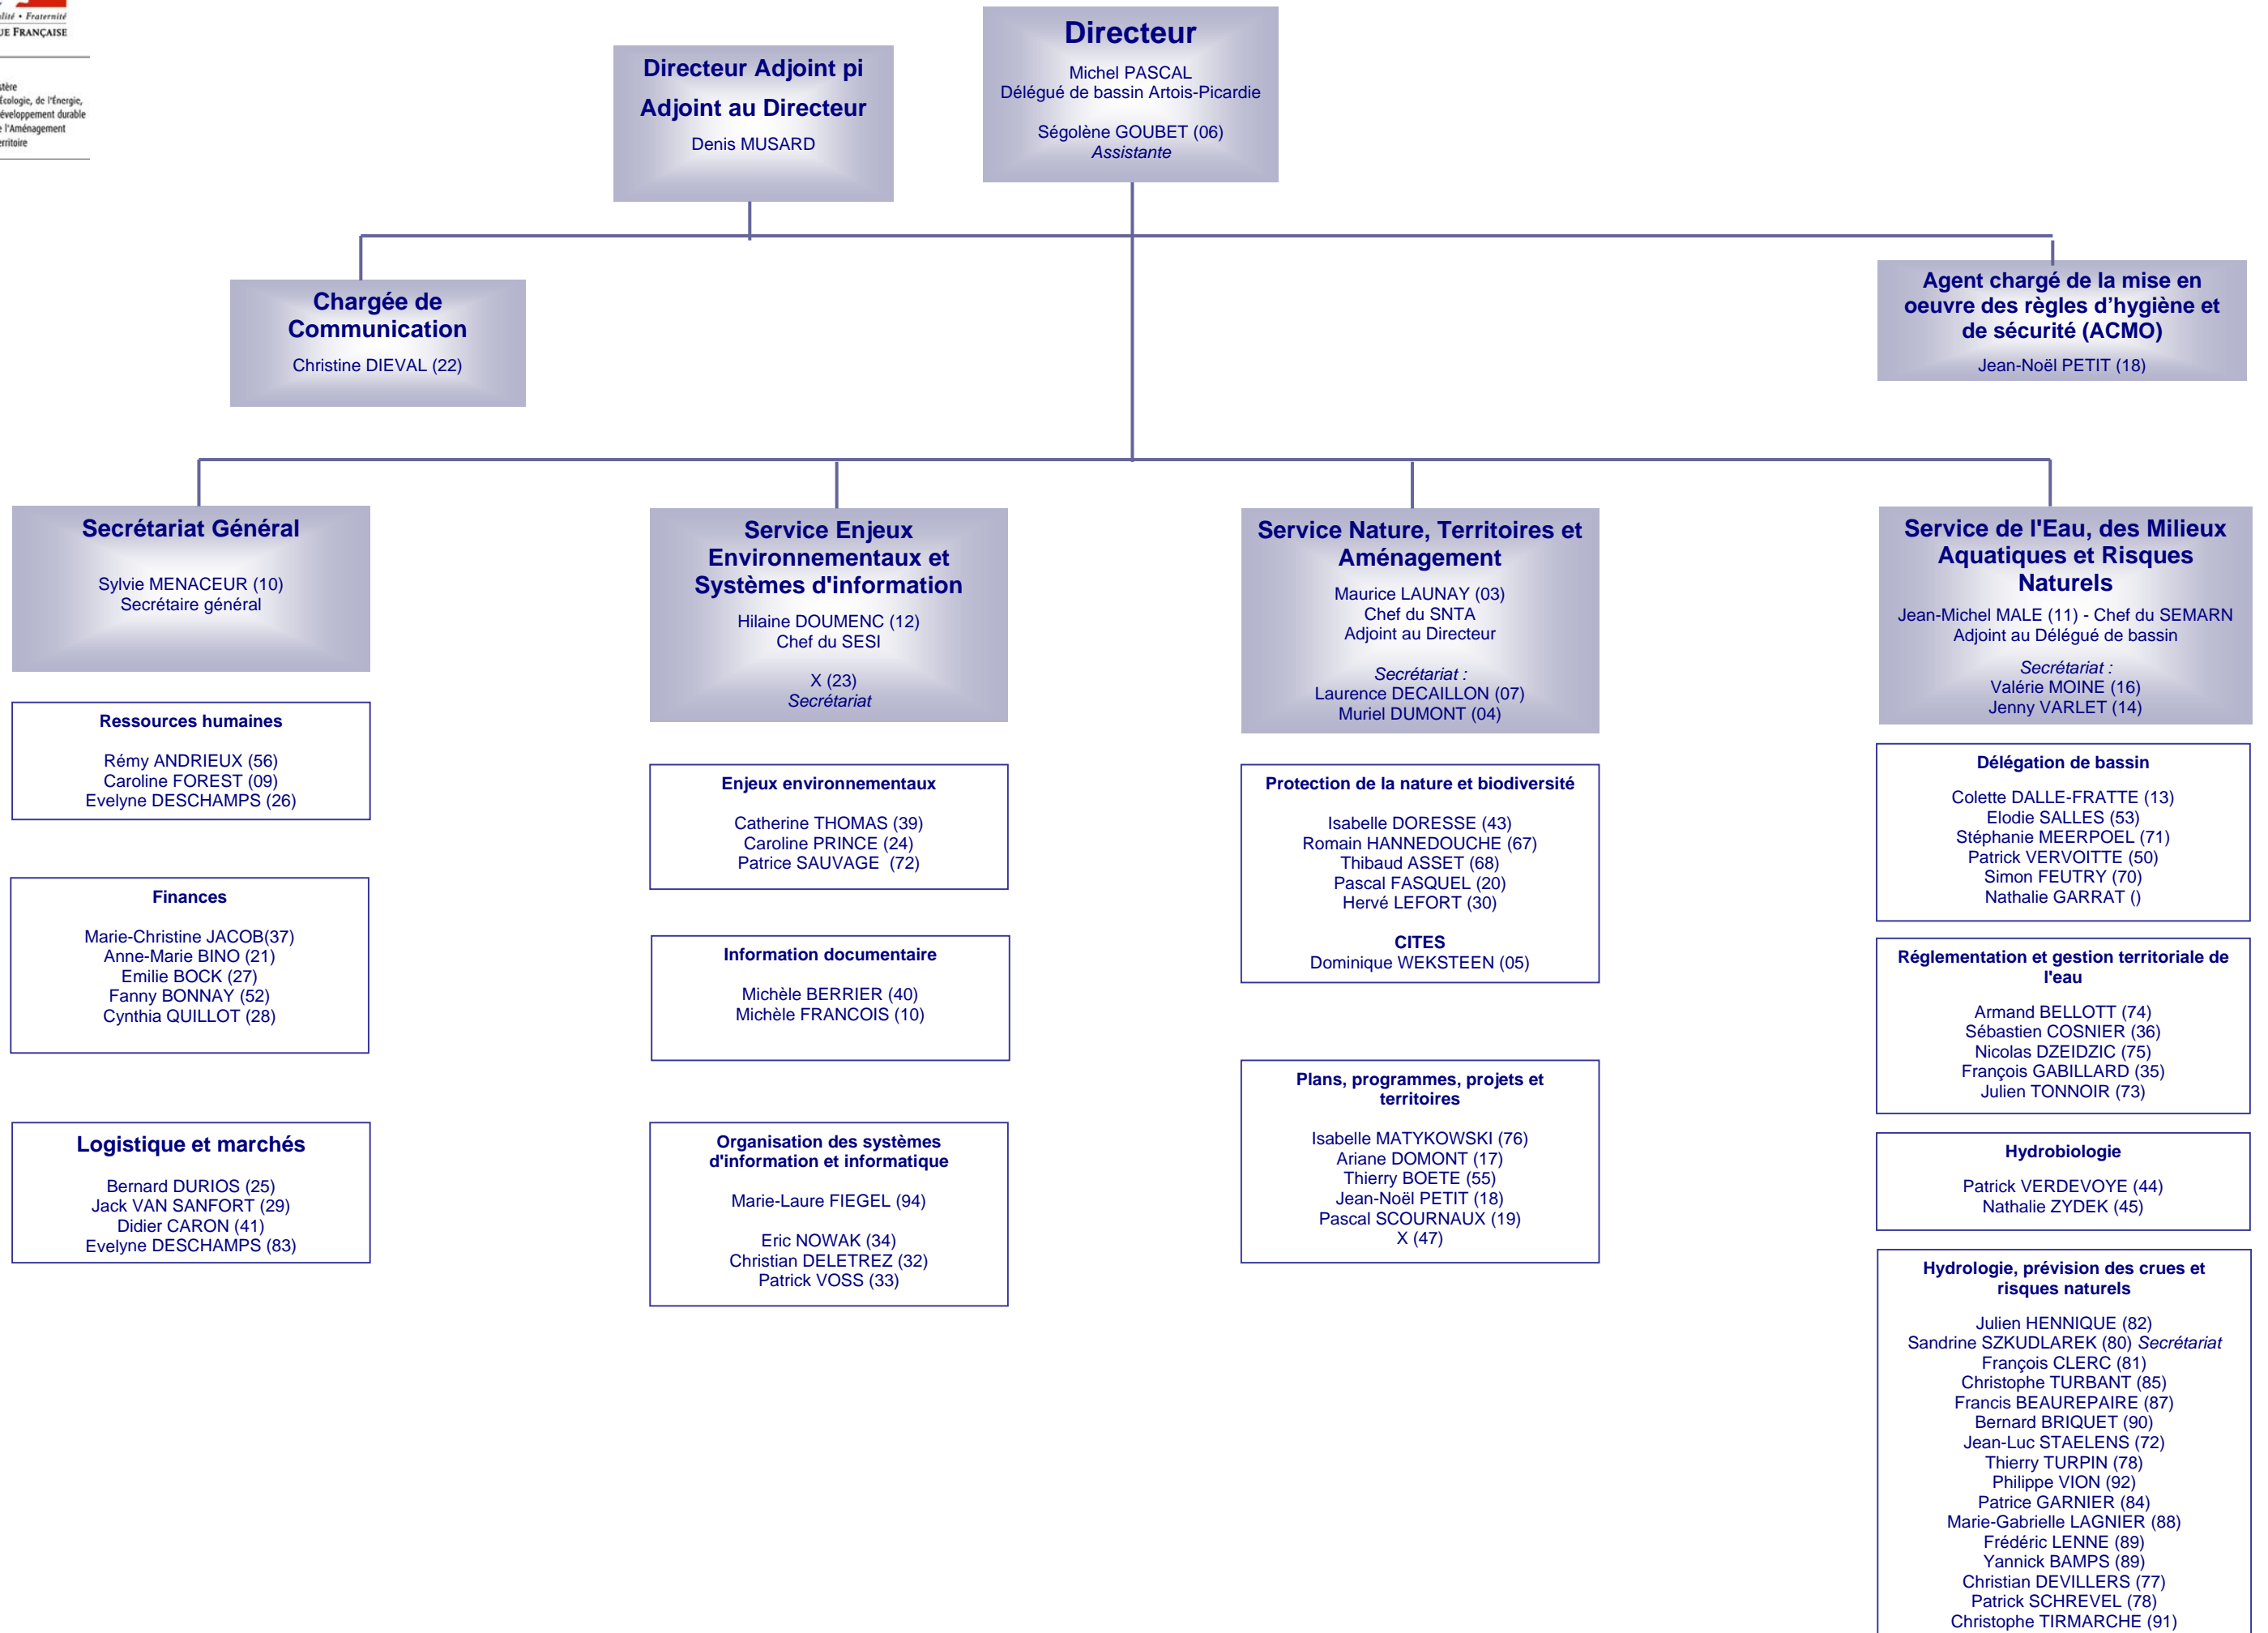 alité • Fraternité
UE FRANÇAISE
stère
Écologie, de l'Énergie,
éveloppement durable
e l'Aménagement
erritoire
Directeur Adjoint pi
Adjoint au Directeur
Denis MUSARD
Directeur
Michel PASCAL
Délégué de bassin Artois-Picardie
Ségolène GOUBET (06)
Assistante
Chargée de
Communication
Christine DIEVAL (22)
Agent chargé de la mise en
oeuvre des règles d'hygiène et
de sécurité (ACMO)
Jean-Noël PETIT (18)
Secrétariat Général
Sylvie MENACEUR (10)
Secrétaire général
Ressources humaines
Rémy ANDRIEUX (56)
Caroline FOREST (09)
Evelyne DESCHAMPS (26)
Finances
Marie-Christine JACOB(37)
Anne-Marie BINO (21)
Emilie BOCK (27)
Fanny BONNAY (52)
Cynthia QUILLOT (28)
Logistique et marchés
Bernard DURIOS (25)
Jack VAN SANFORT (29)
Didier CARON (41)
Evelyne DESCHAMPS (83)
Service Enjeux
Environnementaux et
Systèmes d'information
Hilaine DOUMENC (12)
Chef du SESI
X (23)
Secrétariat
Enjeux environnementaux
Catherine THOMAS (39)
Caroline PRINCE (24)
Patrice SAUVAGE (72)
Information documentaire
Michèle BERRIER (40)
Michèle FRANCOIS (10)
Organisation des systèmes
d'information et informatique
Marie-Laure FIEGEL (94)
Eric NOWAK (34)
Christian DELETREZ (32)
Patrick VOSS (33)
Service Nature, Territoires et
Aménagement
Maurice LAUNAY (03)
Chef du SNTA
Adjoint au Directeur
Secrétariat :
Laurence DECAILLON (07)
Muriel DUMONT (04)
Protection de la nature et biodiversité
Isabelle DORESSE (43)
Romain HANNEDOUCHE (67)
Thibaud ASSET (68)
Pascal FASQUEL (20)
Hervé LEFORT (30)
CITES
Dominique WEKSTEEN (05)
Plans, programmes, projets et
territoires
Isabelle MATYKOWSKI (76)
Ariane DOMONT (17)
Thierry BOETE (55)
Jean-Noël PETIT (18)
Pascal SCOURNAUX (19)
X (47)
Service de l'Eau, des Milieux
Aquatiques et Risques
Naturels
Jean-Michel MALE (11) - Chef du SEMARN
Adjoint au Délégué de bassin
Secrétariat :
Valérie MOINE (16)
Jenny VARLET (14)
Délégation de bassin
Colette DALLE-FRATTE (13)
Elodie SALLES (53)
Stéphanie MEERPOEL (71)
Patrick VERVOITTE (50)
Simon FEUTRY (70)
Nathalie GARRAT ()
Réglementation et gestion territoriale de
l'eau
Armand BELLOTT (74)
Sébastien COSNIER (36)
Nicolas DZEIDZIC (75)
François GABILLARD (35)
Julien TONNOIR (73)
Hydrobiologie
Patrick VERDEVOYE (44)
Nathalie ZYDEK (45)
Hydrologie, prévision des crues et
risques naturels
Julien HENNIQUE (82)
Sandrine SZKUDLAREK (80) Secrétariat
François CLERC (81)
Christophe TURBANT (85)
Francis BEAUREPAIRE (87)
Bernard BRIQUET (90)
Jean-Luc STAELENS (72)
Thierry TURPIN (78)
Philippe VION (92)
Patrice GARNIER (84)
Marie-Gabrielle LAGNIER (88)
Frédéric LENNE (89)
Yannick BAMPS (89)
Christian DEVILLERS (77)
Patrick SCHREVEL (78)
Christophe TIRMARCHE (91)